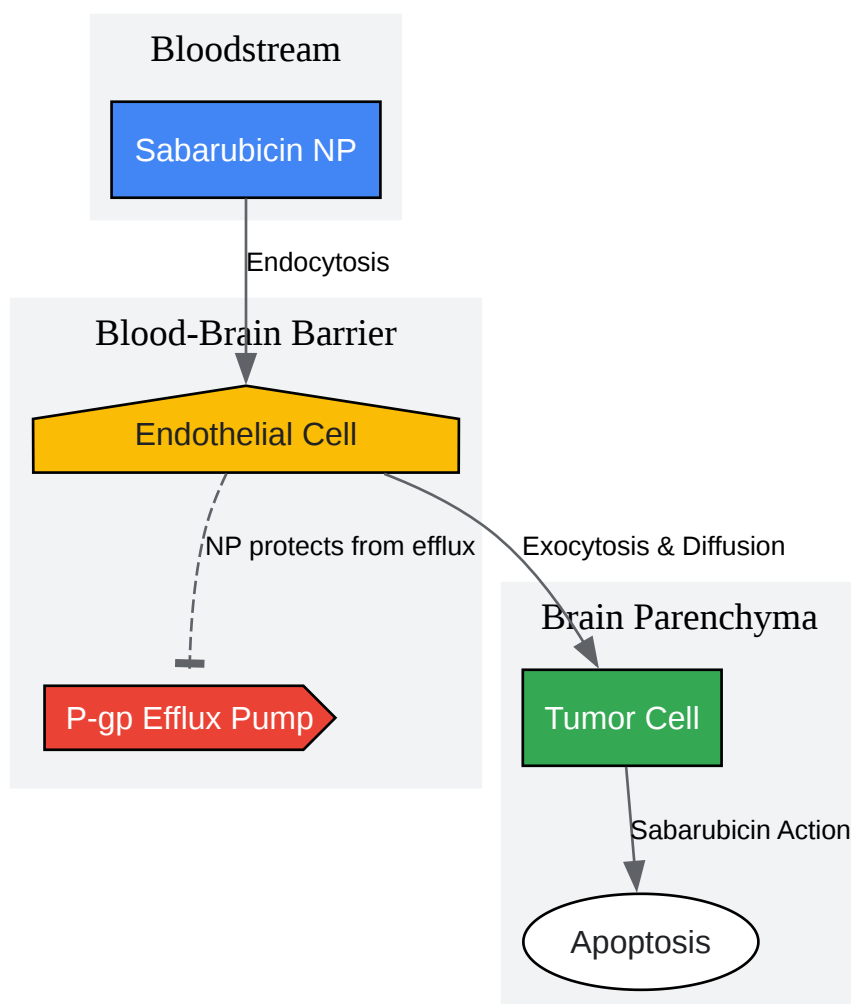 Bloodstream
Sabarubicin NP
Endocytosis
Blood-Brain Barrier
Endothelial Cell
NP protects from efflux
Exocytosis & Diffusion
Brain Parenchyma
P-gp Efflux Pump
Tumor Cell
Sabarubicin Action
Apoptosis